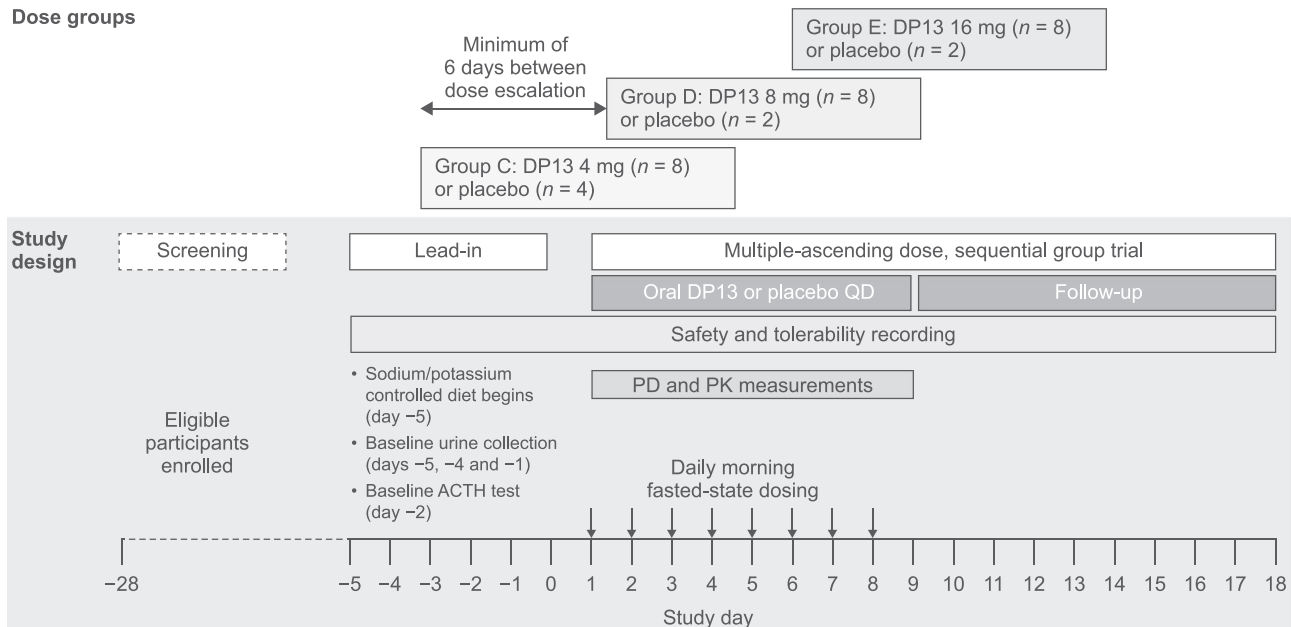 Dose groups
Minimum of
6 days between
dose escalation
Group E: DP13 16 mg (n = 8)
or placebo (n = 2)
Group D: DP13 8 mg (n = 8)
or placebo (n = 2)
Group C: DP13 4 mg (n = 8)
or placebo (n = 4)
Study
design
Screening
Lead-in
Multiple-ascending dose, sequential group trial
Oral DP13 or placebo QD
Follow-up
Safety and tolerability recording
• Sodium/potassium
controlled diet begins
(day −5)
• Baseline urine collection
(days −5, −4 and −1)
• Baseline ACTH test
(day −2)
PD and PK measurements
Eligible
participants
enrolled
Daily morning
fasted-state dosing
−28 −5 −4 −3 −2 −1 0 1 2 3 4 5 6 7 8 9 10 11 12 13 14 15 16 17 18
Study day